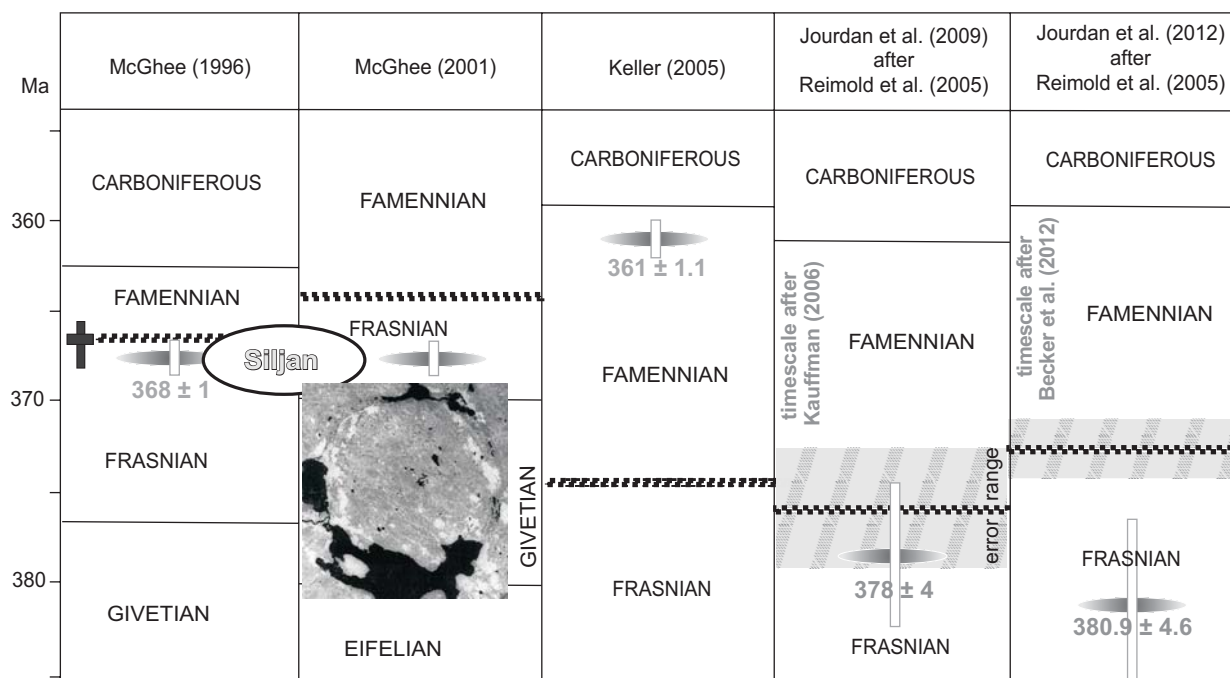 Ma
McGhee (1996)
McGhee (2001)
Keller (2005)
Jourdan et al. (2009)
after
Reimold et al. (2005)
Jourdan et al. (2012)
after
Reimold et al. (2005)
360
370
380
CARBONIFEROUS
FAMENNIAN
368 ± 1
FRASNIAN
GIVETIAN
Siljan
FAMENNIAN
FRASNIAN
GIVETIAN
EIFELIAN
CARBONIFEROUS
361 ± 1.1
FAMENNIAN
FRASNIAN
CARBONIFEROUS
timescale after
Kauffman (2006)
FAMENNIAN
error range
378 ± 4
FRASNIAN
CARBONIFEROUS
timescale after
Becker et al. (2012)
FAMENNIAN
FRASNIAN
380.9 ± 4.6